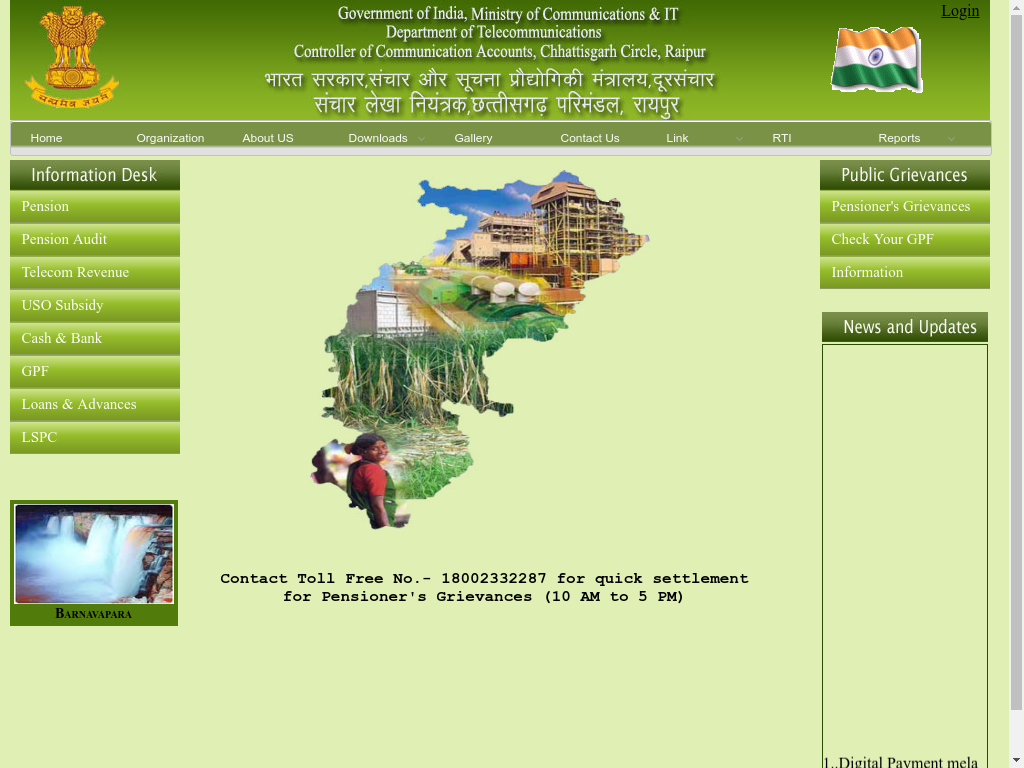 Government of India, Ministry of Communications & IT
Department of Telecommunications
Controller of Communication Accounts, Chhattisgarh Circle, Raipur
भारत सरकार,संचार और सूचना प्रौद्योगिकी मंत्रालय,दूरसंचार
संचार लेखा नियंत्रक,छत्तीसगढ़ परिमंडल, रायपुर
सत्यमेव जयते
Login
Home Organization About US Downloads Gallery Contact Us Link RTI Reports
Information Desk
Pension
Pension Audit
Telecom Revenue
USO Subsidy
Cash & Bank
GPF
Loans & Advances
LSPC
Barnavapara
Contact Toll Free No.- 18002332287 for quick settlement
for Pensioner's Grievances (10 AM to 5 PM)
Public Grievances
Pensioner's Grievances
Check Your GPF
Information
News and Updates
1..Digital Payment mela